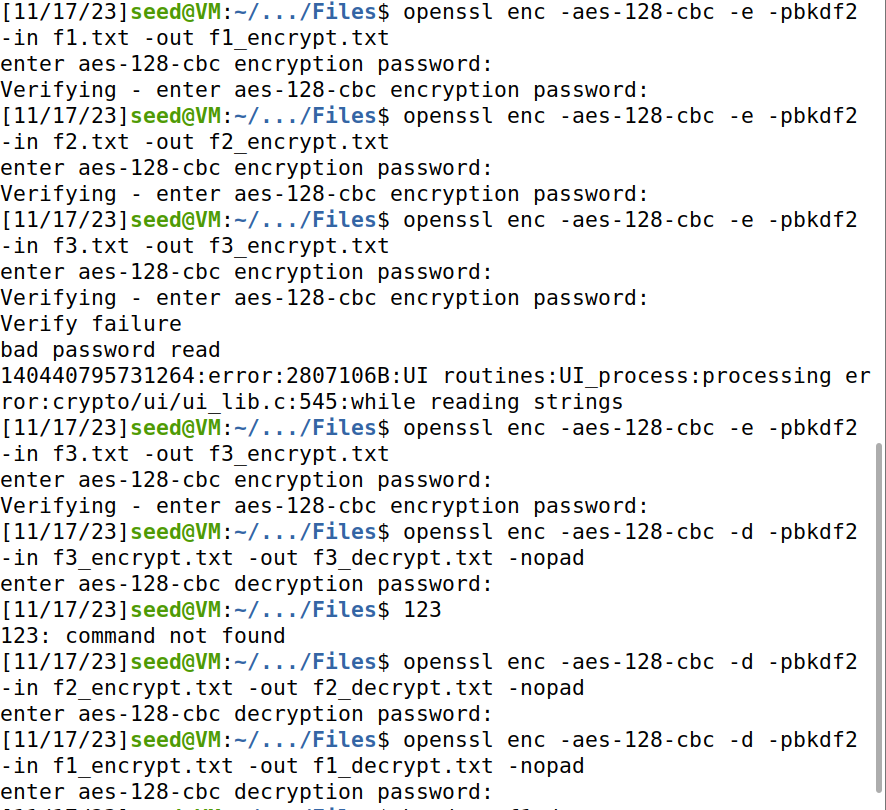 [11/17/23]seed@VM:~/.../Files$ openssl enc -aes-128-cbc -e -pbkdf2
-in f1.txt -out f1_encrypt.txt
enter aes-128-cbc encryption password:
Verifying - enter aes-128-cbc encryption password:
[11/17/23]seed@VM:~/.../Files$ openssl enc -aes-128-cbc -e -pbkdf2
-in f2.txt -out f2_encrypt.txt
enter aes-128-cbc encryption password:
Verifying - enter aes-128-cbc encryption password:
[11/17/23]seed@VM:~/.../Files$ openssl enc -aes-128-cbc -e -pbkdf2
-in f3.txt -out f3_encrypt.txt
enter aes-128-cbc encryption password:
Verifying - enter aes-128-cbc encryption password:
Verify failure
bad password read
140440795731264:error:2807106B:UI routines:UI_process:processing er
ror:crypto/ui/ui_lib.c:545:while reading strings
[11/17/23]seed@VM:~/.../Files$ openssl enc -aes-128-cbc -e -pbkdf2
-in f3.txt -out f3_encrypt.txt
enter aes-128-cbc encryption password:
Verifying - enter aes-128-cbc encryption password:
[11/17/23]seed@VM:~/.../Files$ openssl enc -aes-128-cbc -d -pbkdf2
-in f3_encrypt.txt -out f3_decrypt.txt -nopad
enter aes-128-cbc decryption password:
[11/17/23]seed@VM:~/.../Files$ 123
123: command not found
[11/17/23]seed@VM:~/.../Files$ openssl enc -aes-128-cbc -d -pbkdf2
-in f2_encrypt.txt -out f2_decrypt.txt -nopad
enter aes-128-cbc decryption password:
[11/17/23]seed@VM:~/.../Files$ openssl enc -aes-128-cbc -d -pbkdf2
-in f1_encrypt.txt -out f1_decrypt.txt -nopad
enter aes-128-cbc decryption password: